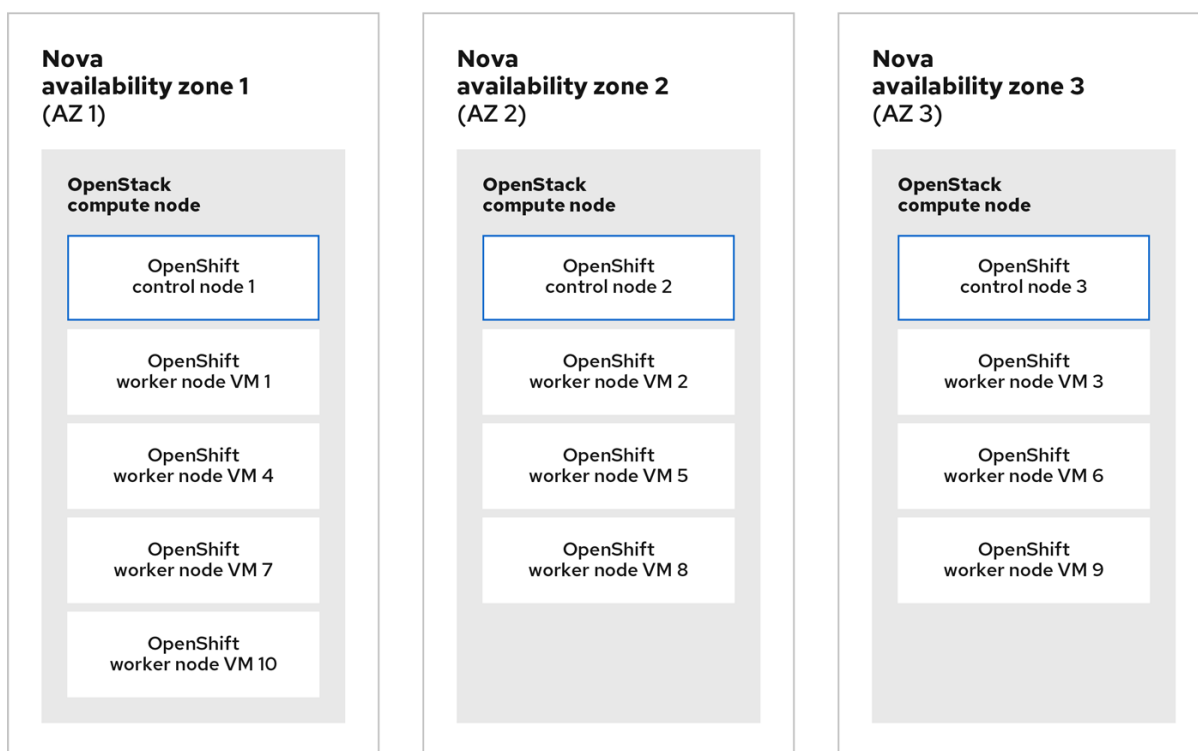 Nova
availability zone 1
(AZ 1)
OpenStack
compute node
OpenShift
control node 1
OpenShift
worker node VM 1
OpenShift
worker node VM 4
OpenShift
worker node VM 7
OpenShift
worker node VM 10
Nova
availability zone 2
(AZ 2)
OpenStack
compute node
OpenShift
control node 2
OpenShift
worker node VM 2
OpenShift
worker node VM 5
OpenShift
worker node VM 8
Nova
availability zone 3
(AZ 3)
OpenStack
compute node
OpenShift
control node 3
OpenShift
worker node VM 3
OpenShift
worker node VM 6
OpenShift
worker node VM 9